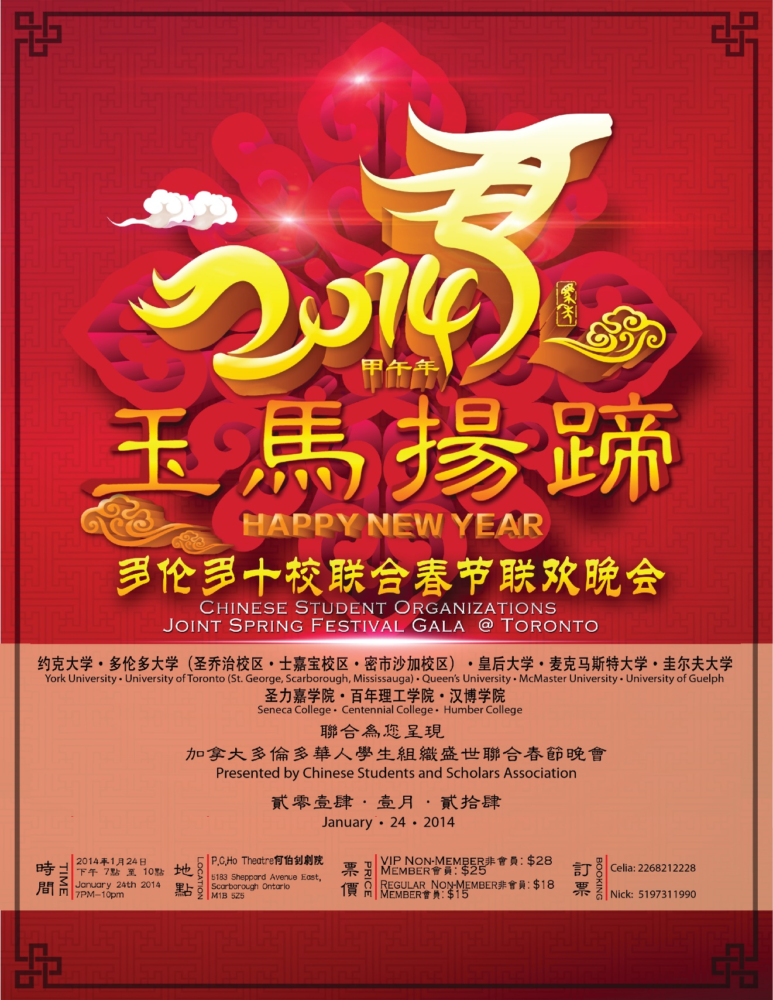 2014
甲午年
玉馬揚蹄
HAPPY NEW YEAR
多伦多十校联合春节联欢晚会
CHINESE STUDENT ORGANIZATIONS
JOINT SPRING FESTIVAL GALA @ TORONTO
约克大学・多伦多大学（圣乔治校区・士嘉宝校区・密市沙加校区）・皇后大学・麦克马斯特大学・圭尔夫大学
York University • University of Toronto (St. George, Scarborough, Mississauga) • Queen's University • McMaster University • University of Guelph
圣力嘉学院・百年理工学院・汉博学院
Seneca College • Centennial College • Humber College
聯合為您呈現
加拿大多倫多華人學生組織盛世聯合春節晚會
Presented by Chinese Students and Scholars Association
貳零壹肆・壹月・貳拾肆
January • 24 • 2014
時間
TIME
2014年1月24日
下午 7點 至 10點
January 24th 2014
7PM-10pm
地點
LOCATION
P.C.Ho Theatre何伯釗劇院
5183 Sheppard Avenue East,
Scarborough Ontario
M1B 5Z5
票價
PRICE
VIP NON-MEMBER非會員: $28
MEMBER會員: $25
REGULAR NON-MEMBER非會員: $18
MEMBER會員: $15
訂票
BOOKING
Celia: 2268212228
Nick: 5197311990